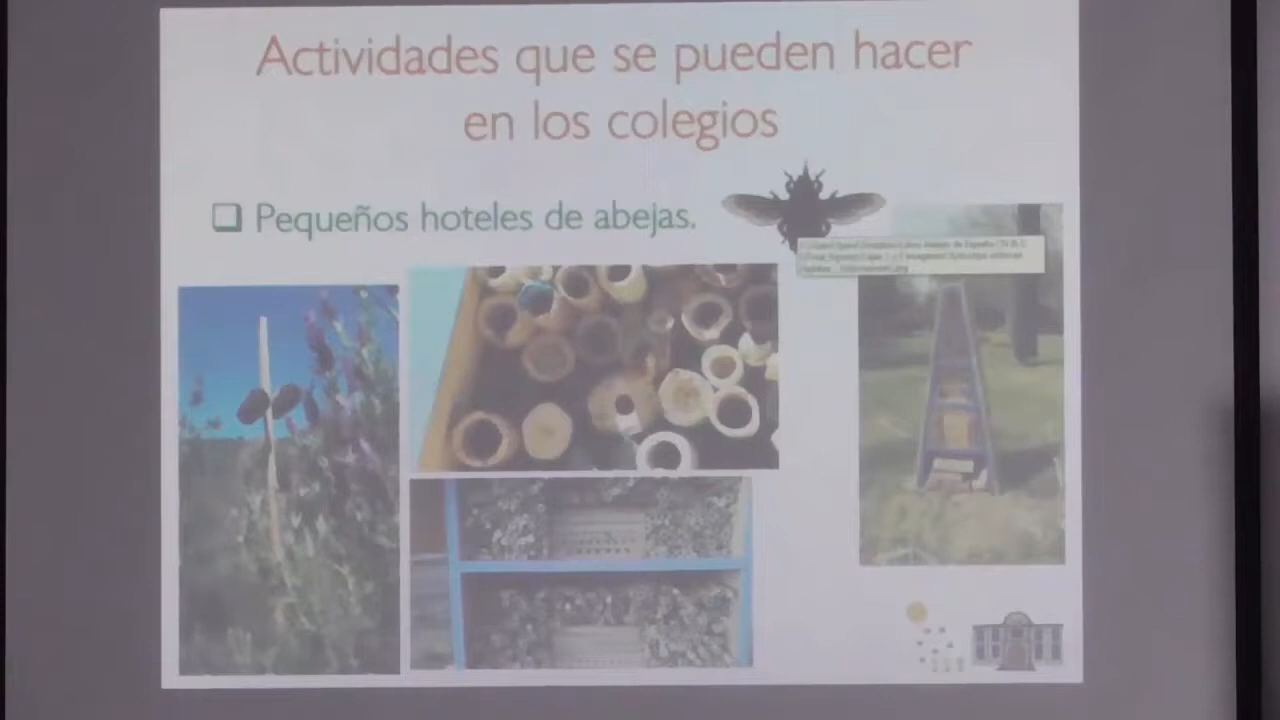 Actividades que se pueden hacer
en los colegios
Pequeños hoteles de abejas.